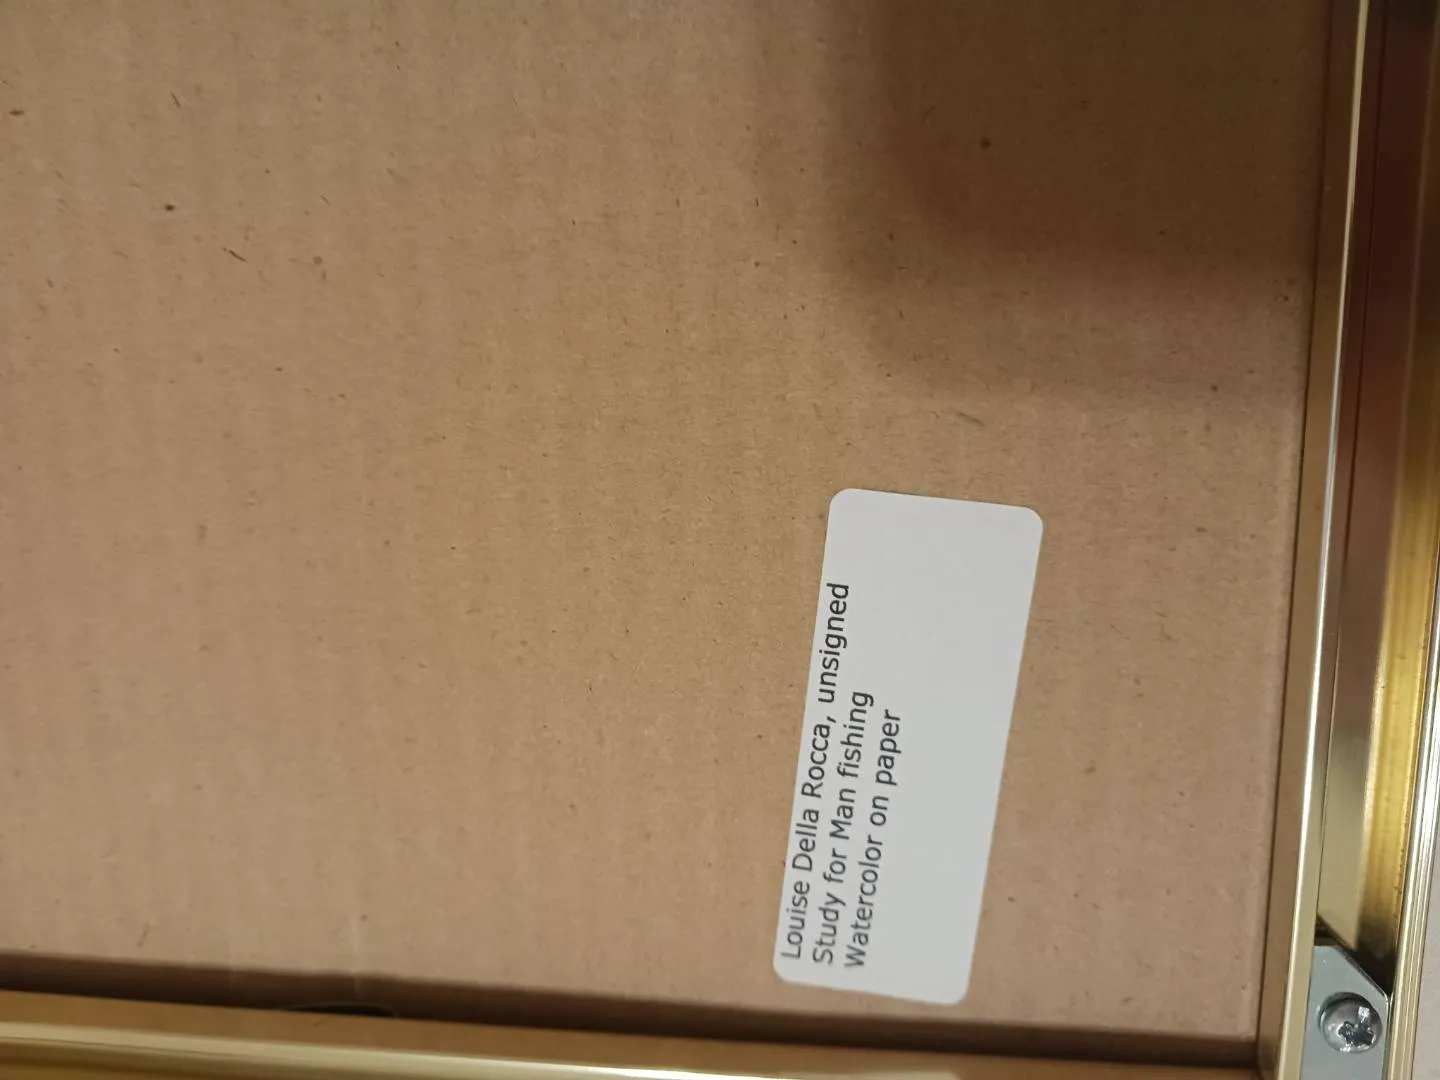 Louise Della Rocca, unsigned
Study for Man fishing
Watercolor on paper